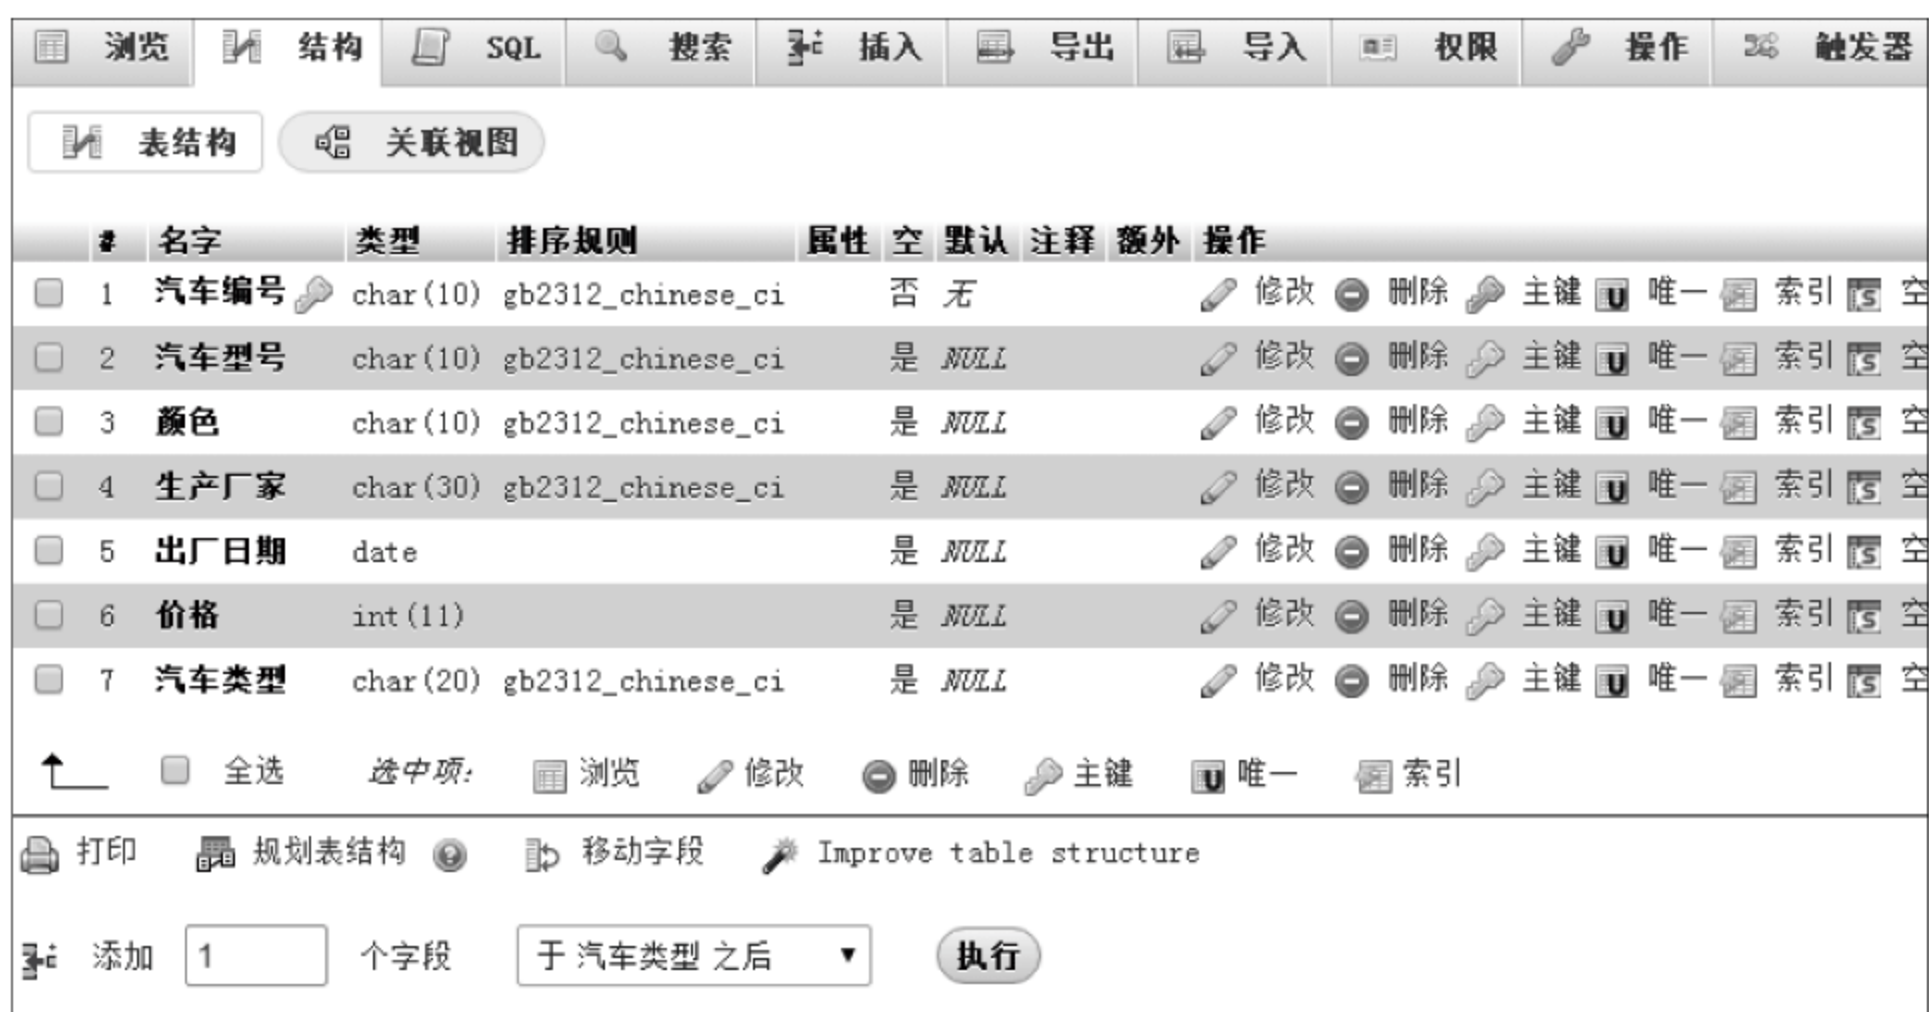 浏览 结构 SQL 搜索 插入 导出 导入 权限 操作 触发器
表结构 关联视图
# 名字 类型 排序规则 属性 空 默认 注释 额外 操作
1 汽车编号 char(10) gb2312_chinese_ci 否 无 修改 删除 主键 U 唯一 索引 S 空
2 汽车型号 char(10) gb2312_chinese_ci 是 NULL 修改 删除 主键 U 唯一 索引 S 空
3 颜色 char(10) gb2312_chinese_ci 是 NULL 修改 删除 主键 U 唯一 索引 S 空
4 生产厂家 char(30) gb2312_chinese_ci 是 NULL 修改 删除 主键 U 唯一 索引 S 空
5 出厂日期 date 是 NULL 修改 删除 主键 U 唯一 索引 S 空
6 价格 int(11) 是 NULL 修改 删除 主键 U 唯一 索引 S 空
7 汽车类型 char(20) gb2312_chinese_ci 是 NULL 修改 删除 主键 U 唯一 索引 S 空
全选 选中项: 浏览 修改 删除 主键 U 唯一 索引
打印 规划表结构 移动字段 Improve table structure
添加 1 个字段 于 汽车类型 之后 执行